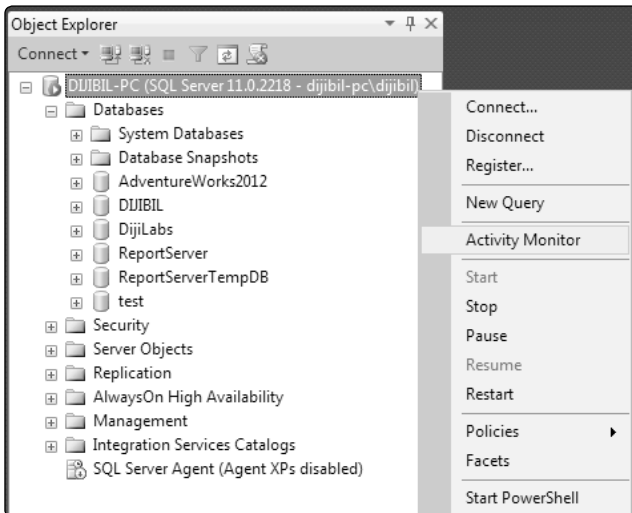 Object Explorer
Connect
DIJIBIL-PC (SQL Server 11.0.2218 - dijibil-pc\dijibil)
Databases
System Databases
Database Snapshots
AdventureWorks2012
DIJIBIL
DijiLabs
ReportServer
ReportServerTempDB
test
Security
Server Objects
Replication
AlwaysOn High Availability
Management
Integration Services Catalogs
SQL Server Agent (Agent XPs disabled)
Connect...
Disconnect
Register...
New Query
Activity Monitor
Start
Stop
Pause
Resume
Restart
Policies
Facets
Start PowerShell